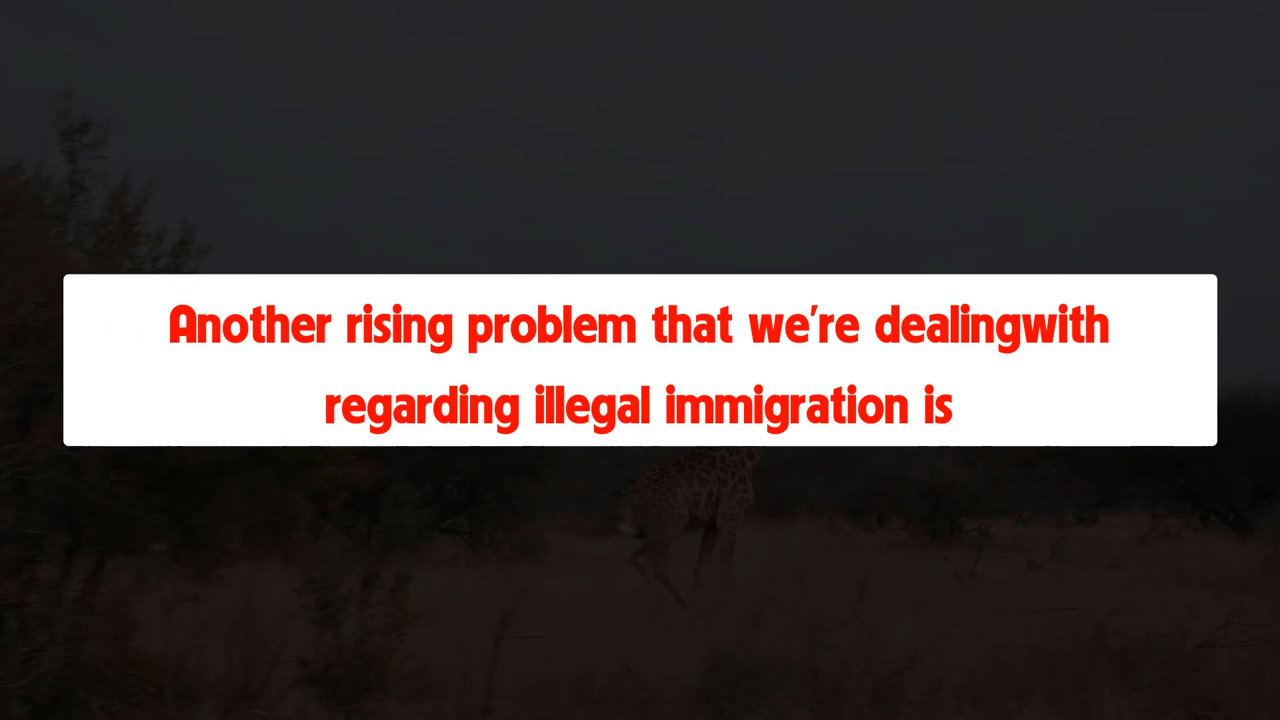 Another rising problem that we're dealingwith
regarding illegal immigration is